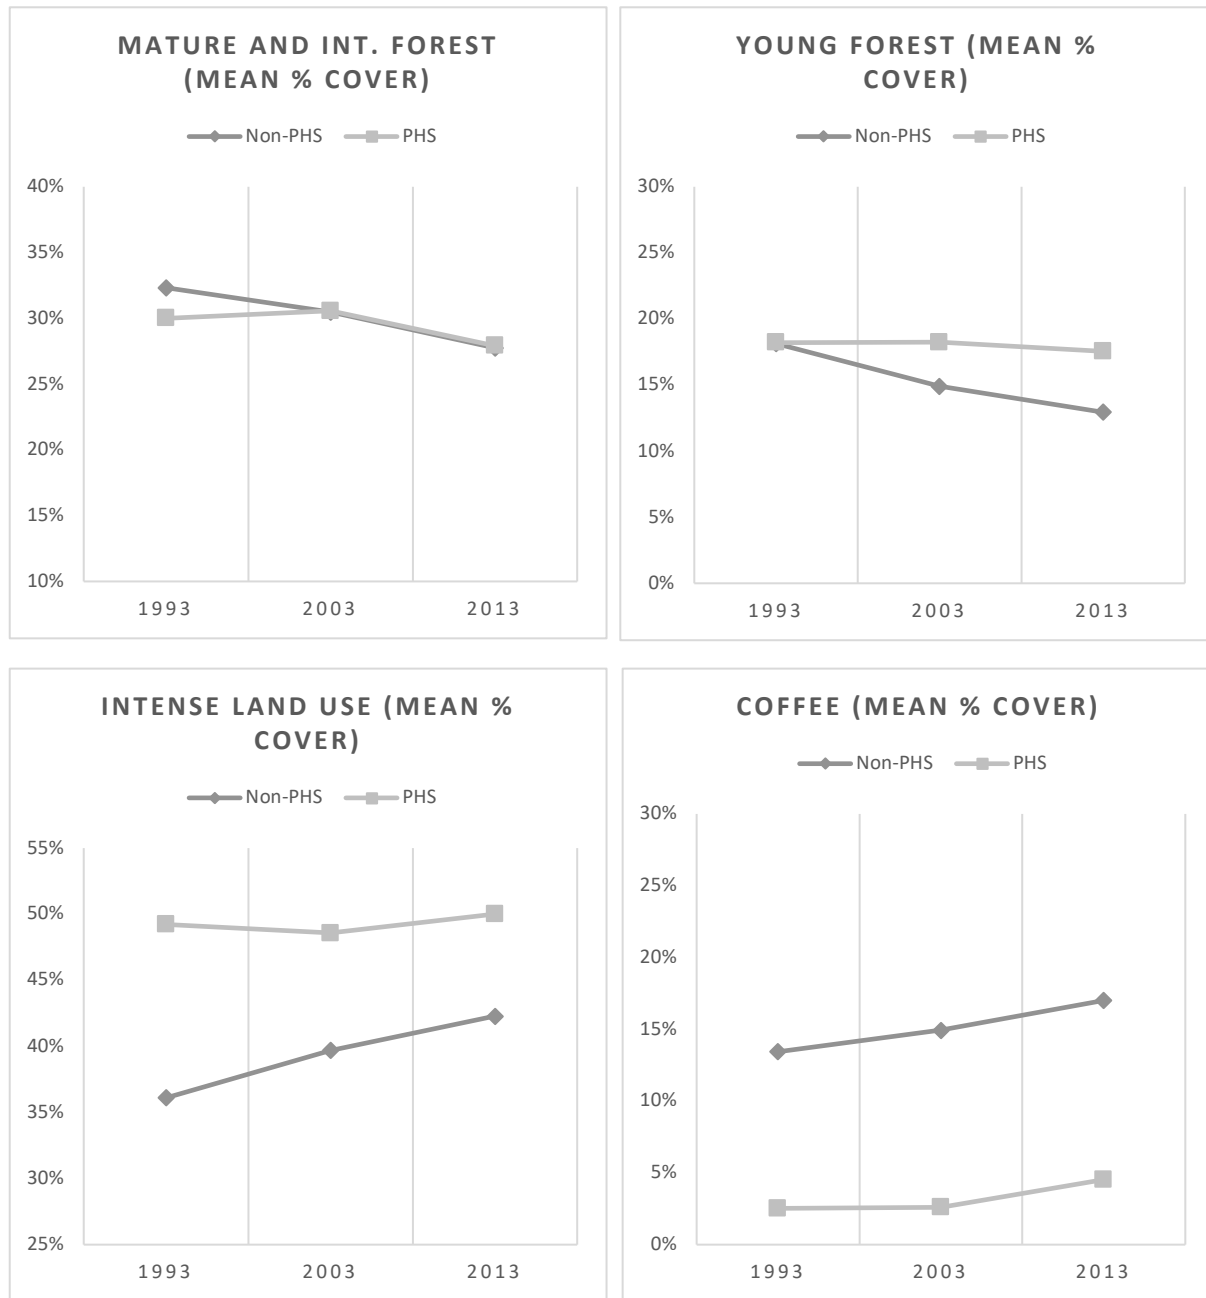 MATURE AND INT. FOREST
(MEAN % COVER)
Non-PHS PHS
40%
35%
30%
25%
20%
15%
10%
1993 2003 2013
YOUNG FOREST (MEAN %
COVER)
Non-PHS PHS
30%
25%
20%
15%
10%
5%
0%
1993 2003 2013
INTENSE LAND USE (MEAN %
COVER)
Non-PHS PHS
55%
50%
45%
40%
35%
30%
25%
1993 2003 2013
COFFEE (MEAN % COVER)
Non-PHS PHS
30%
25%
20%
15%
10%
5%
0%
1993 2003 2013